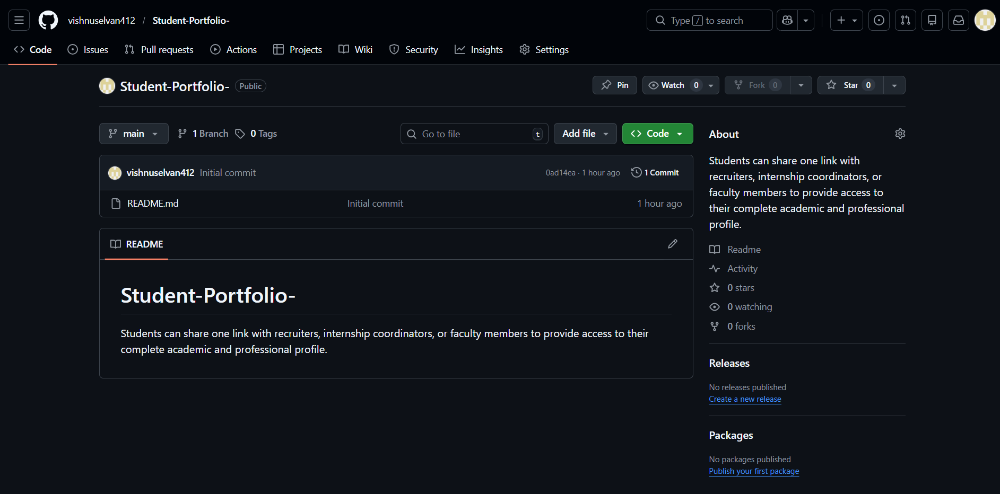 vishnuselvan412 / Student-Portfolio-
Type / to search
Code
Issues
Pull requests
Actions
Projects
Wiki
Security
Insights
Settings
Student-Portfolio- Public
Pin
Watch 0
Fork 0
Star 0
main
1 Branch
0 Tags
Go to file t
Add file
Code
vishnuselvan412 Initial commit
0ad14ea · 1 hour ago
1 Commit
README.md Initial commit 1 hour ago
README
Student-Portfolio-
Students can share one link with recruiters, internship coordinators, or faculty members to provide access to their
complete academic and professional profile.
About
Students can share one link with
recruiters, internship coordinators, or
faculty members to provide access to
their complete academic and professional
profile.
Readme
Activity
0 stars
0 watching
0 forks
Releases
No releases published
Create a new release
Packages
No packages published
Publish your first package